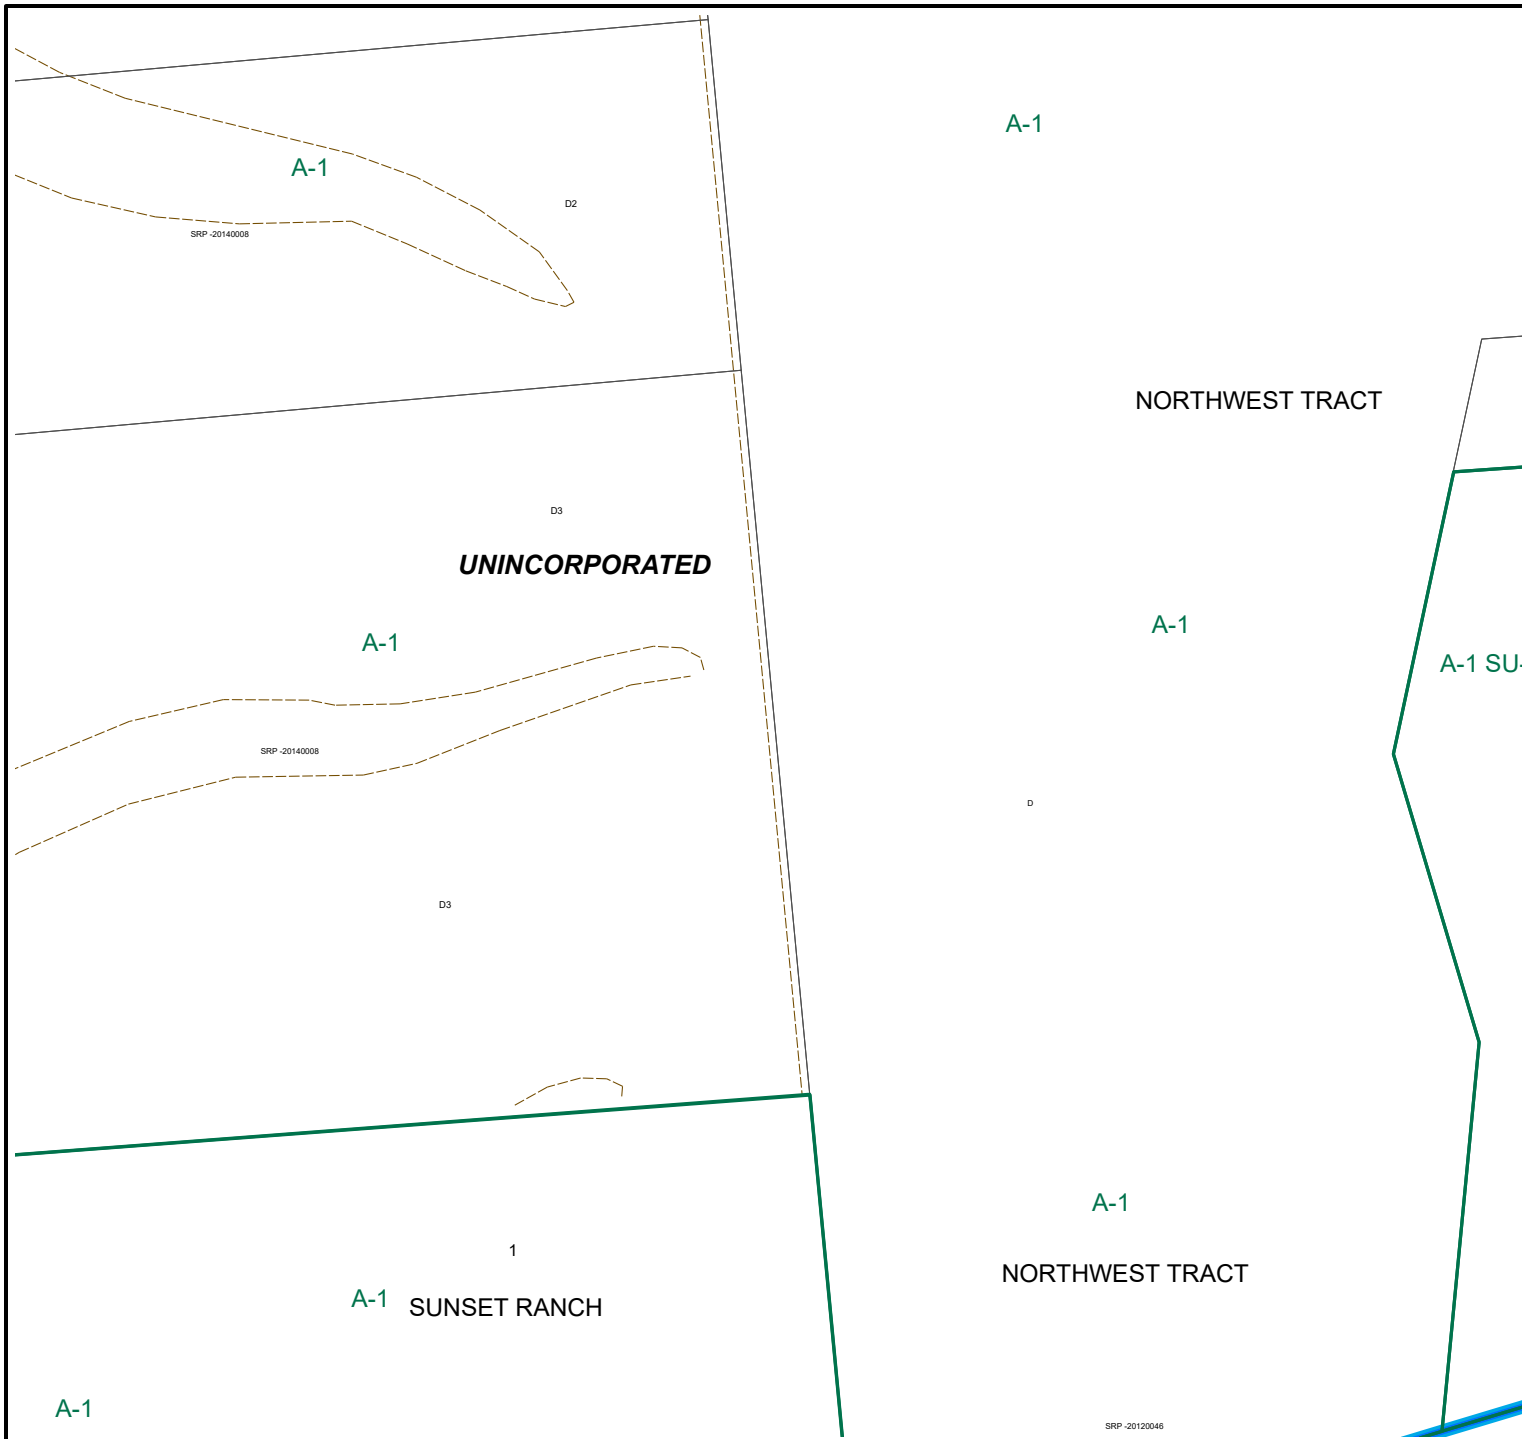 A-1
A-1
D2
SRP -20140008
NORTHWEST TRACT
D3
UNINCORPORATED
A-1
A-1
A-1 SU-
SRP -20140008
D
D3
A-1
1
NORTHWEST TRACT
A-1
SUNSET RANCH
A-1
SRP -20120046